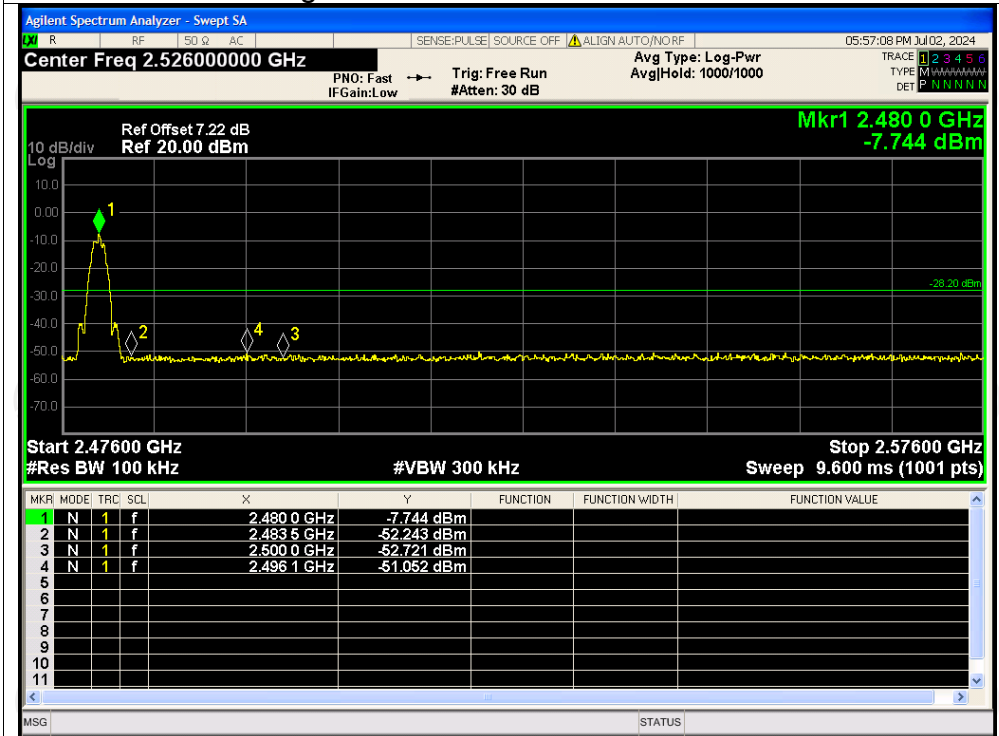 Agilent Spectrum Analyzer - Swept SA
LXI R RF 50 Ω AC SENSE:PULSE SOURCE OFF ALIGN AUTO/NO RF 05:57:08 PM Jul 02, 2024
Center Freq 2.526000000 GHz
PNO: Fast
IFGain:Low
Trig: Free Run
#Atten: 30 dB
Avg Type: Log-Pwr
Avg|Hold: 1000/1000
TRACE 1 2 3 4 5 6
TYPE M
DET P N N N N N
Mkr1 2.480 0 GHz
-7.744 dBm
Ref Offset 7.22 dB
10 dB/div Ref 20.00 dBm
Log
10.0
0.00
-10.0
-20.0
-30.0
-40.0
-50.0
-60.0
-70.0
1
2
4
3
-28.20 dBm
Start 2.47600 GHz Stop 2.57600 GHz
#Res BW 100 kHz #VBW 300 kHz Sweep 9.600 ms (1001 pts)
MKR MODE TRC SCL X Y FUNCTION FUNCTION WIDTH FUNCTION VALUE
1 N 1 f 2.480 0 GHz -7.744 dBm
2 N 1 f 2.483 5 GHz -52.243 dBm
3 N 1 f 2.500 0 GHz -52.721 dBm
4 N 1 f 2.496 1 GHz -51.052 dBm
5
6
7
8
9
10
11
MSG STATUS